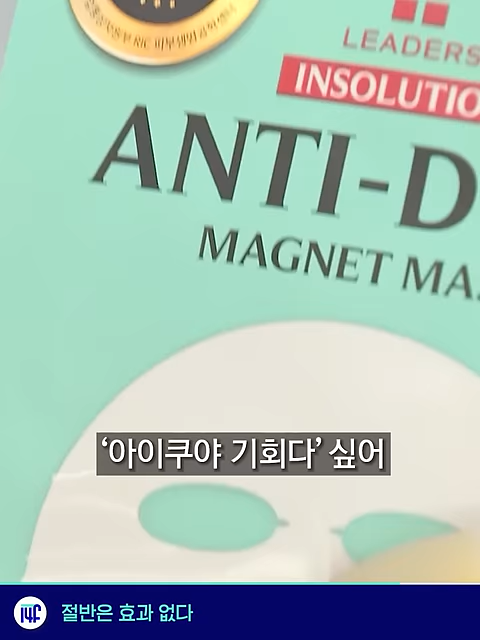 LEADERS
INSOLUTIO
ANTI-D
MAGNET MA
‘아이쿠야 기회다’ 싶어
14F
절반은 효과 없다